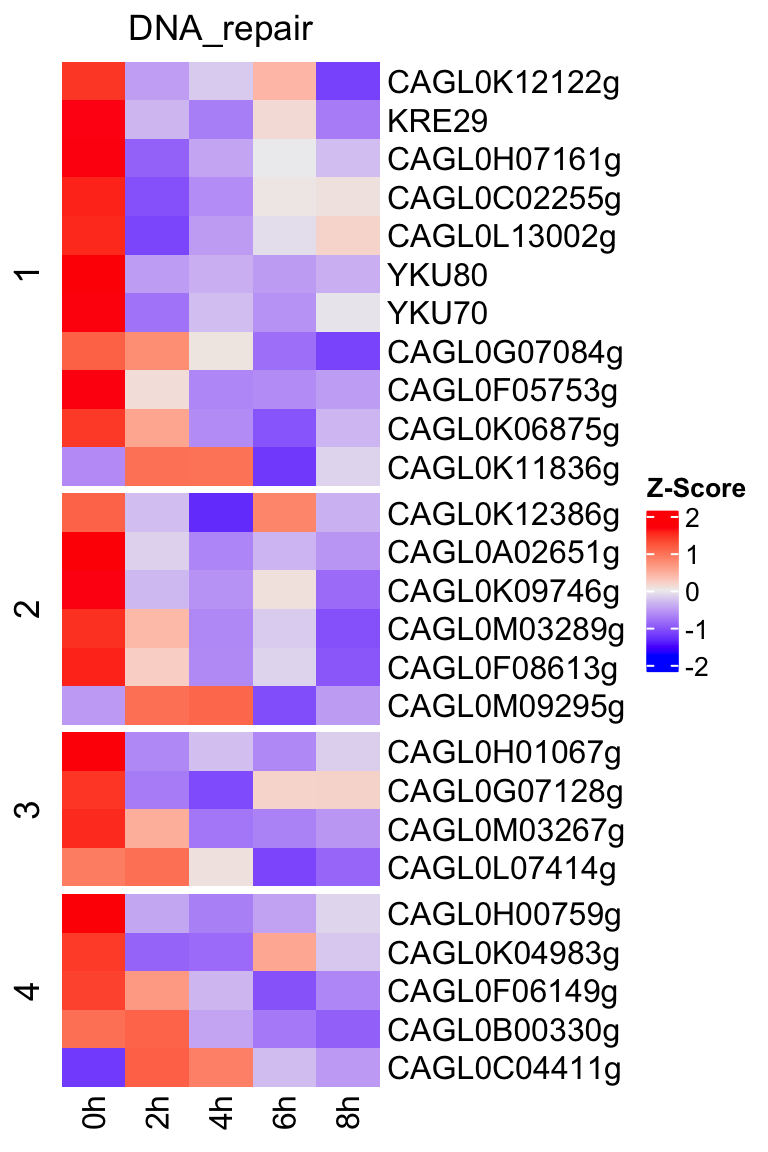 DNA_repair
1
CAGL0K12122g
KRE29
CAGL0H07161g
CAGL0C02255g
CAGL0L13002g
YKU80
YKU70
CAGL0G07084g
CAGL0F05753g
CAGL0K06875g
CAGL0K11836g
2
CAGL0K12386g
CAGL0A02651g
CAGL0K09746g
CAGL0M03289g
CAGL0F08613g
CAGL0M09295g
3
CAGL0H01067g
CAGL0G07128g
CAGL0M03267g
CAGL0L07414g
4
CAGL0H00759g
CAGL0K04983g
CAGL0F06149g
CAGL0B00330g
CAGL0C04411g
0h 2h 4h 6h 8h
Z-Score
2
1
0
-1
-2